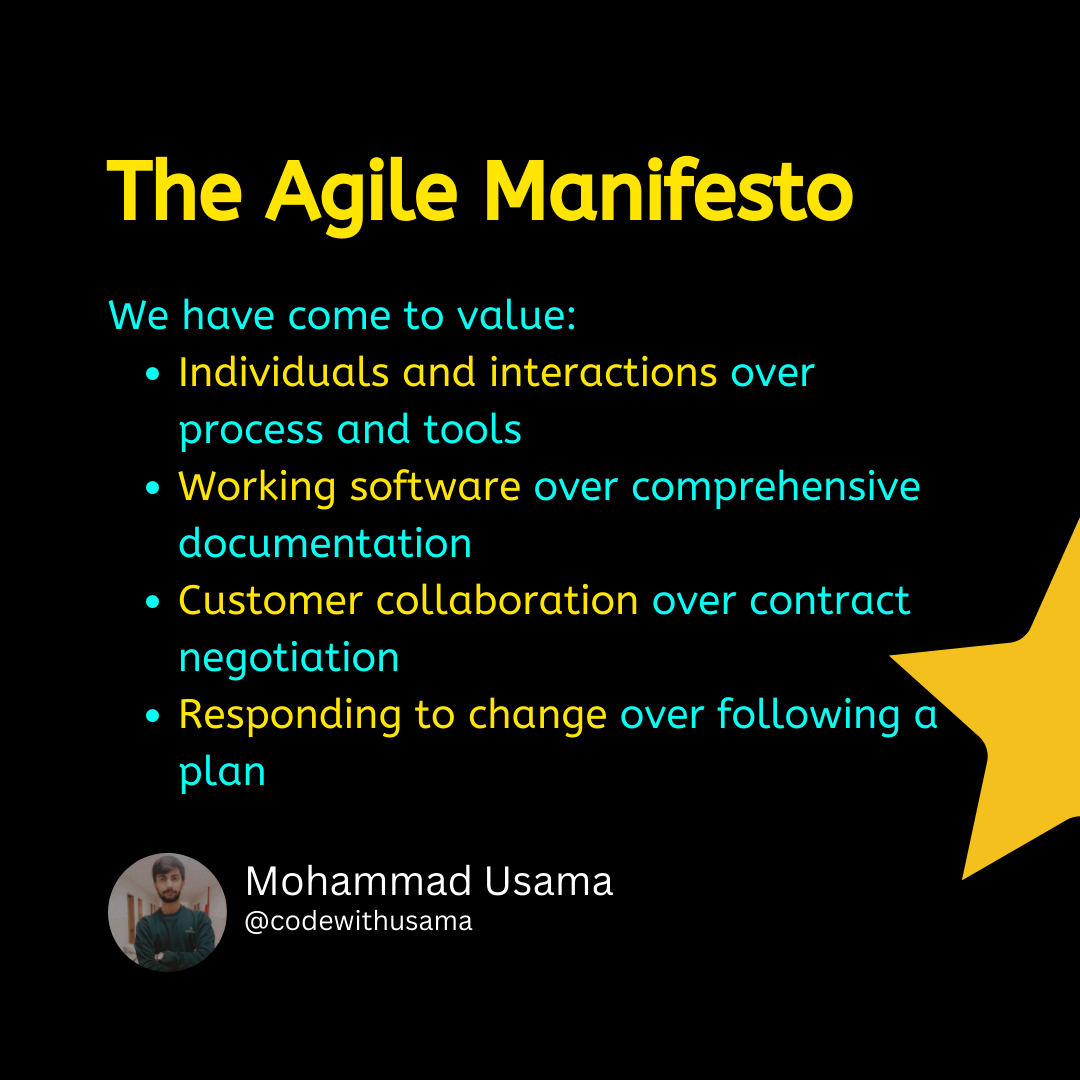 The Agile Manifesto
We have come to value:
• Individuals and interactions over
process and tools
• Working software over comprehensive
documentation
• Customer collaboration over contract
negotiation
• Responding to change over following a
plan
Mohammad Usama
@codewithusama